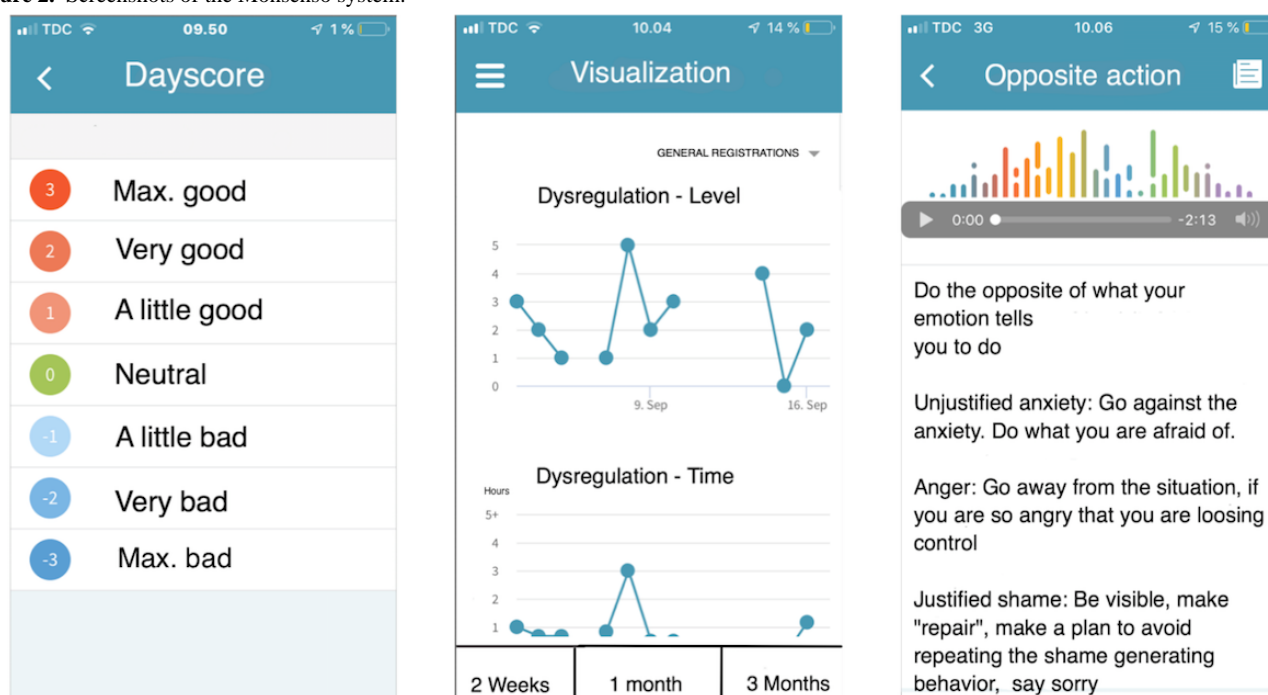 Figure 2. Screenshots of the Monsenso system.
TDC 09.50 1 %
Dayscore
3 Max. good
2 Very good
1 A little good
0 Neutral
-1 A little bad
-2 Very bad
-3 Max. bad
TDC 10.04 14 %
Visualization
GENERAL REGISTRATIONS
Dysregulation - Level
5
4
3
2
1
0
9. Sep 16. Sep
Dysregulation - Time
Hours
5+
4
3
2
1
2 Weeks 1 month 3 Months
TDC 3G 10.06 15 %
Opposite action
0:00 -2:13
Do the opposite of what your
emotion tells
you to do
Unjustified anxiety: Go against the
anxiety. Do what you are afraid of.
Anger: Go away from the situation, if
you are so angry that you are loosing
control
Justified shame: Be visible, make
"repair", make a plan to avoid
repeating the shame generating
behavior, say sorry